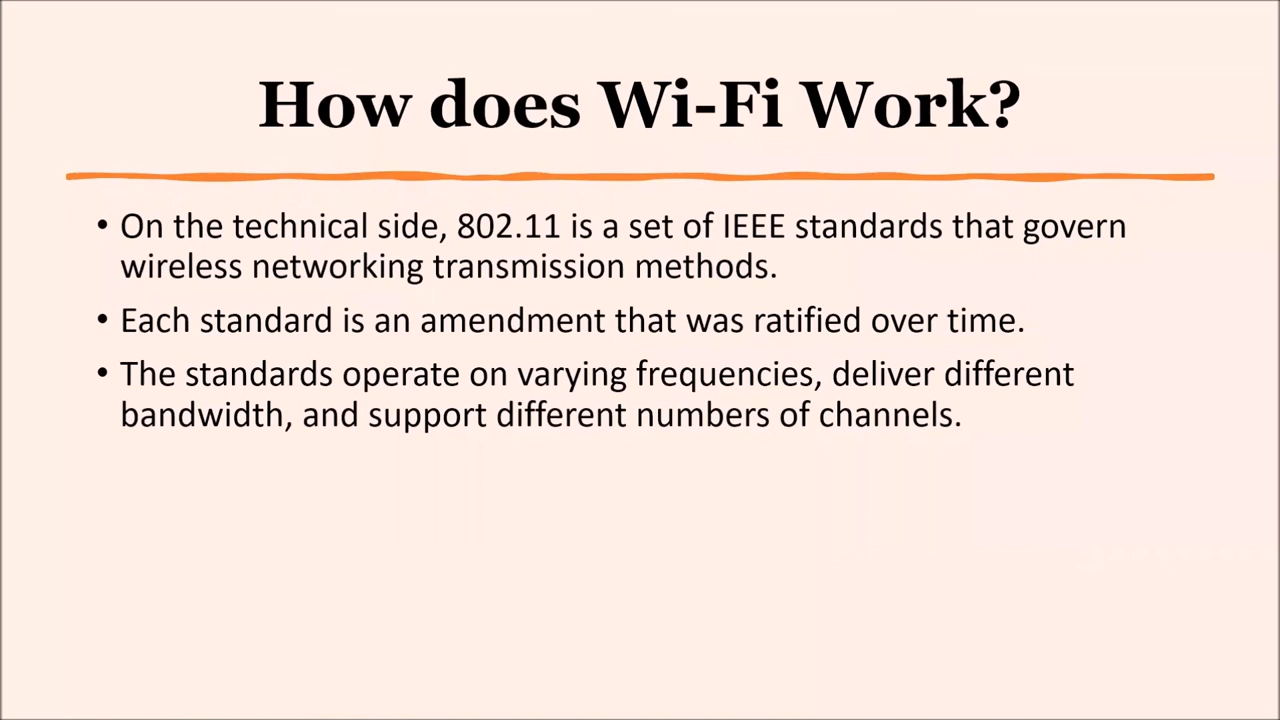 How does Wi-Fi Work?
• On the technical side, 802.11 is a set of IEEE standards that govern
wireless networking transmission methods.
• Each standard is an amendment that was ratified over time.
• The standards operate on varying frequencies, deliver different
bandwidth, and support different numbers of channels.